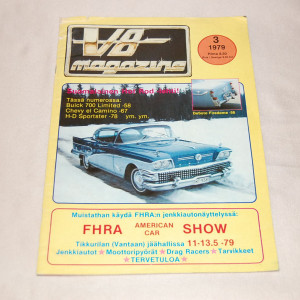 V8
magazine
3
1979
Tässä numerossa:
Buick 700 Limited -58
Chevy el Camino -67
H-D Sportster -78 ym. ym.
Muistathan käydä FHRA:n jenkkiautonäyttelyssä:
FHRA AMERICAN CAR SHOW
Tikkurilan (Vantaan) jäähallissa 11-13.5 -79
Jenkkiautot ★ Moottoripyörät ★ Drag Racers ★ Tarvikkeet
★ TERVETULOA ★